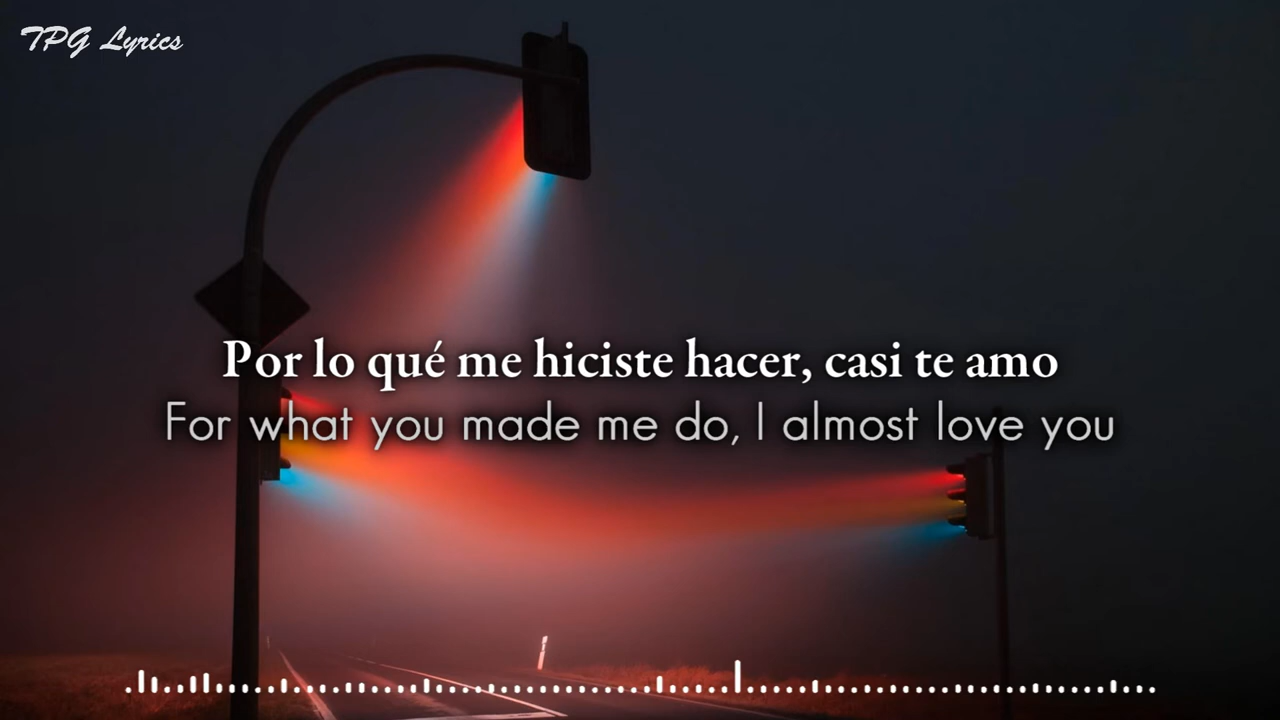 TPG Lyrics
Por lo qué me hiciste hacer, casi te amo
For what you made me do, I almost love you